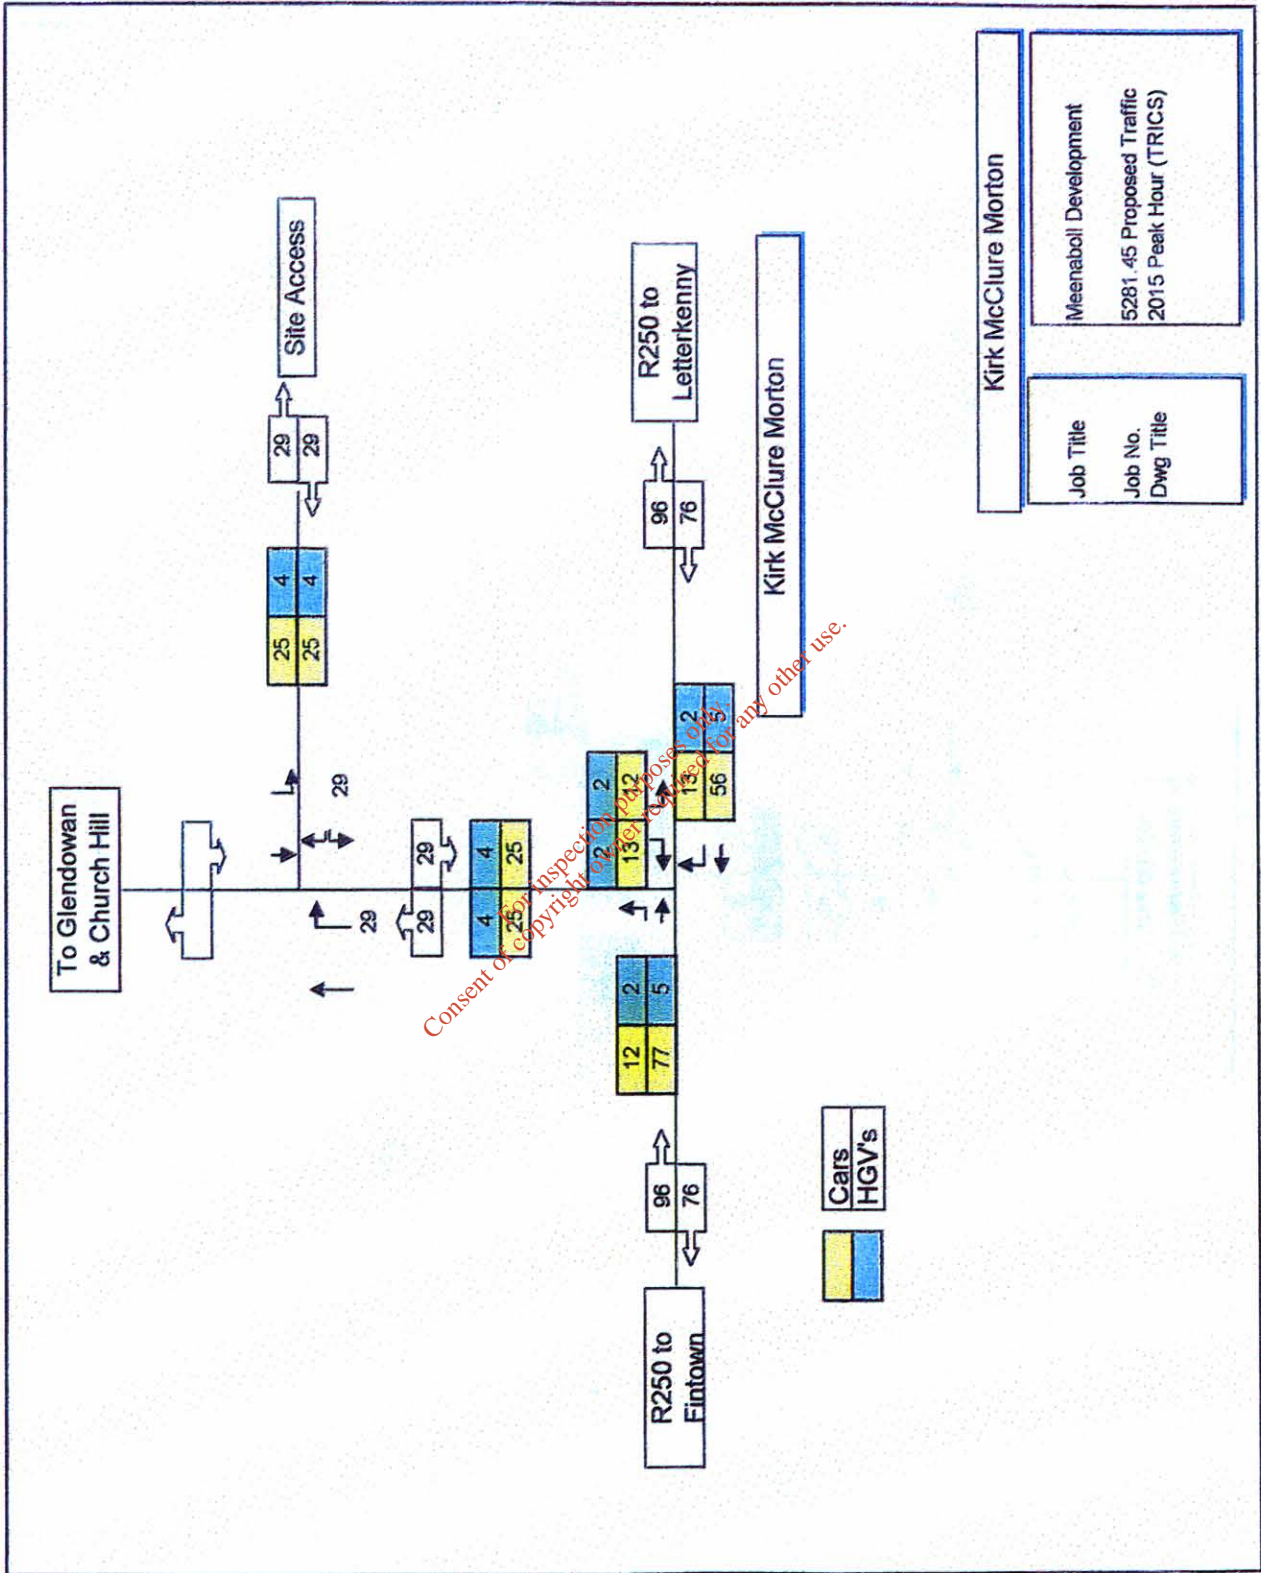 To Glendowan
& Church Hill
Site Access
29
29
25 4
25 4
29
29
29 29
4 4
25 25
2 2
13 12
12 2
77 5
13 2
56 5
96
76
R250 to
Fintown
96
76
R250 to
Letterkenny
Cars
HGV's
Kirk McClure Morton
Kirk McClure Morton
Job Title
Meenaboll Development
Job No.
5281.45 Proposed Traffic
Dwg Title
2015 Peak Hour (TRICS)
For inspection purposes only.
Consent of copyright owner required for any other use.